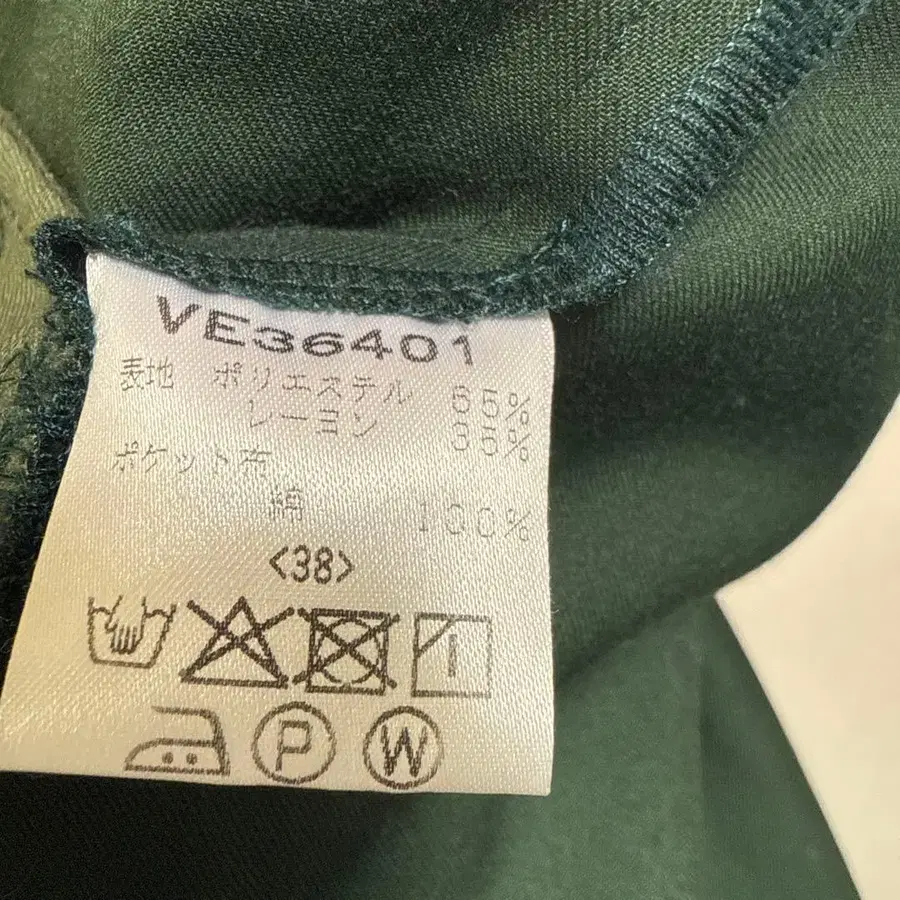 VE36401
表地 ポリエステル 65%
レーヨン 35%
ポケット布
綿 100%
<38>
P W